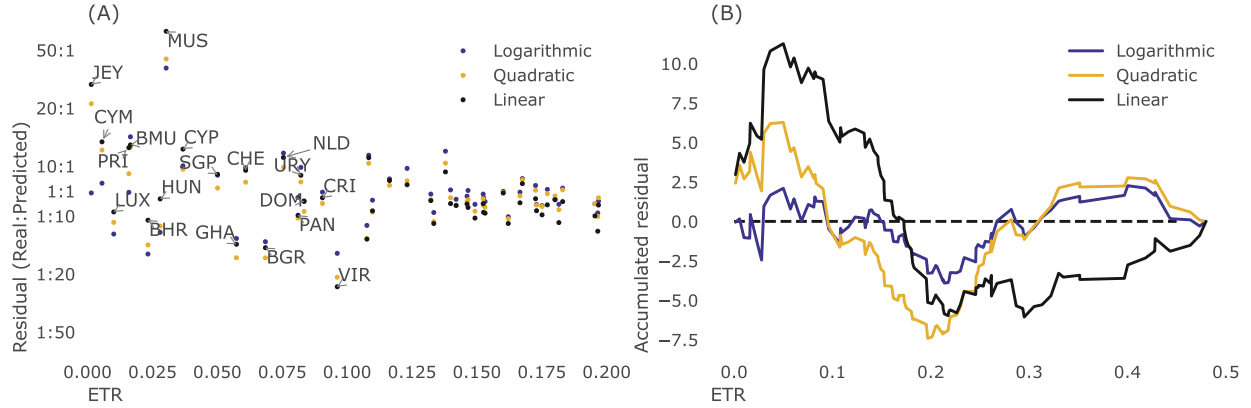 (A)
Residual (Real:Predicted)
50:1
20:1
10:1
1:1
1:10
1:20
1:50
MUS
JEY
CYM
BMU
PRI
CYP
SGP
CHE
NLD
URY
LUX
HUN
DOM
CRI
BHR
GHA
PAN
BGR
VIR
Logarithmic
Quadratic
Linear
0.000 0.025 0.050 0.075 0.100 0.125 0.150 0.175 0.200
ETR
(B)
Accumulated residual
10.0
7.5
5.0
2.5
0.0
−2.5
−5.0
−7.5
Logarithmic
Quadratic
Linear
0.0 0.1 0.2 0.3 0.4 0.5
ETR